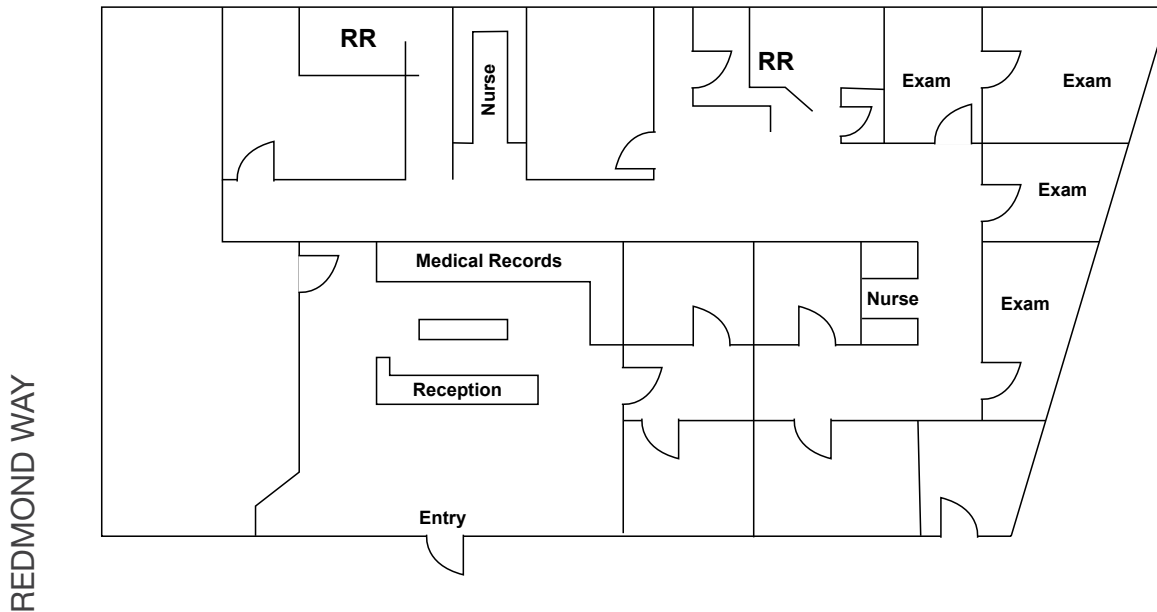 RR
RR
Nurse
Exam
Exam
Exam
Medical Records
Nurse
Exam
Reception
Entry
REDMOND WAY